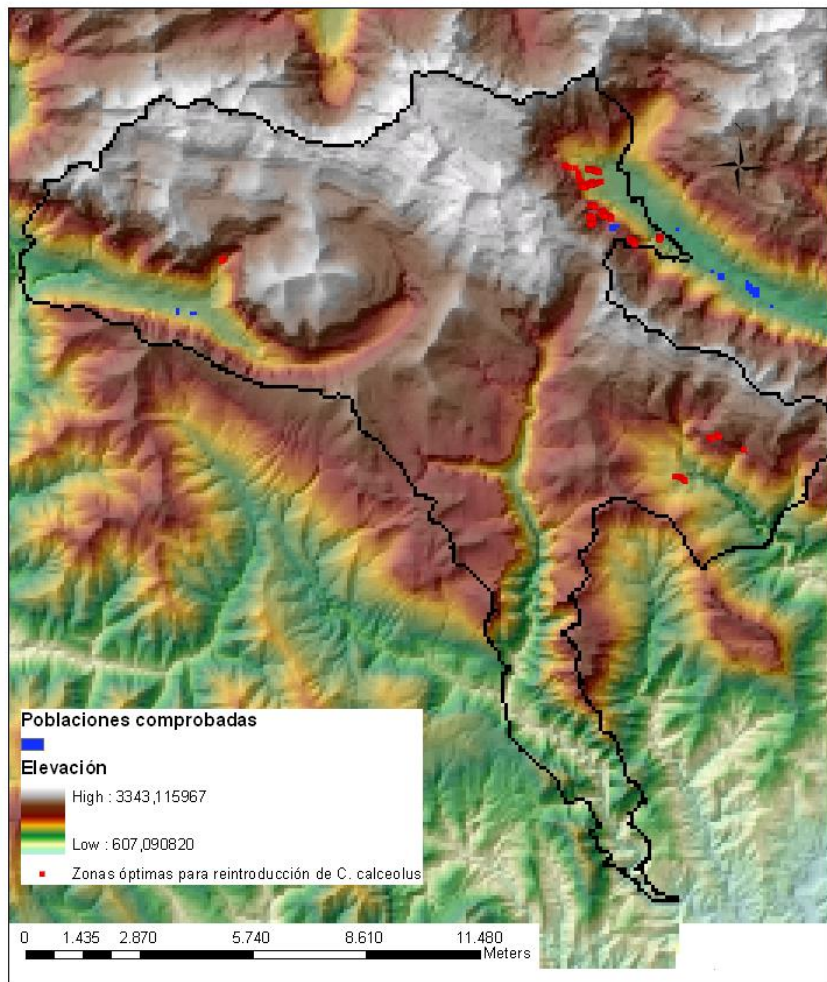 Poblaciones comprobadas
Elevación
High : 3343,115967
Low : 607,090820
Zonas óptimas para reintroducción de C. calceolus
0 1.435 2.870 5.740 8.610 11.480
Meters